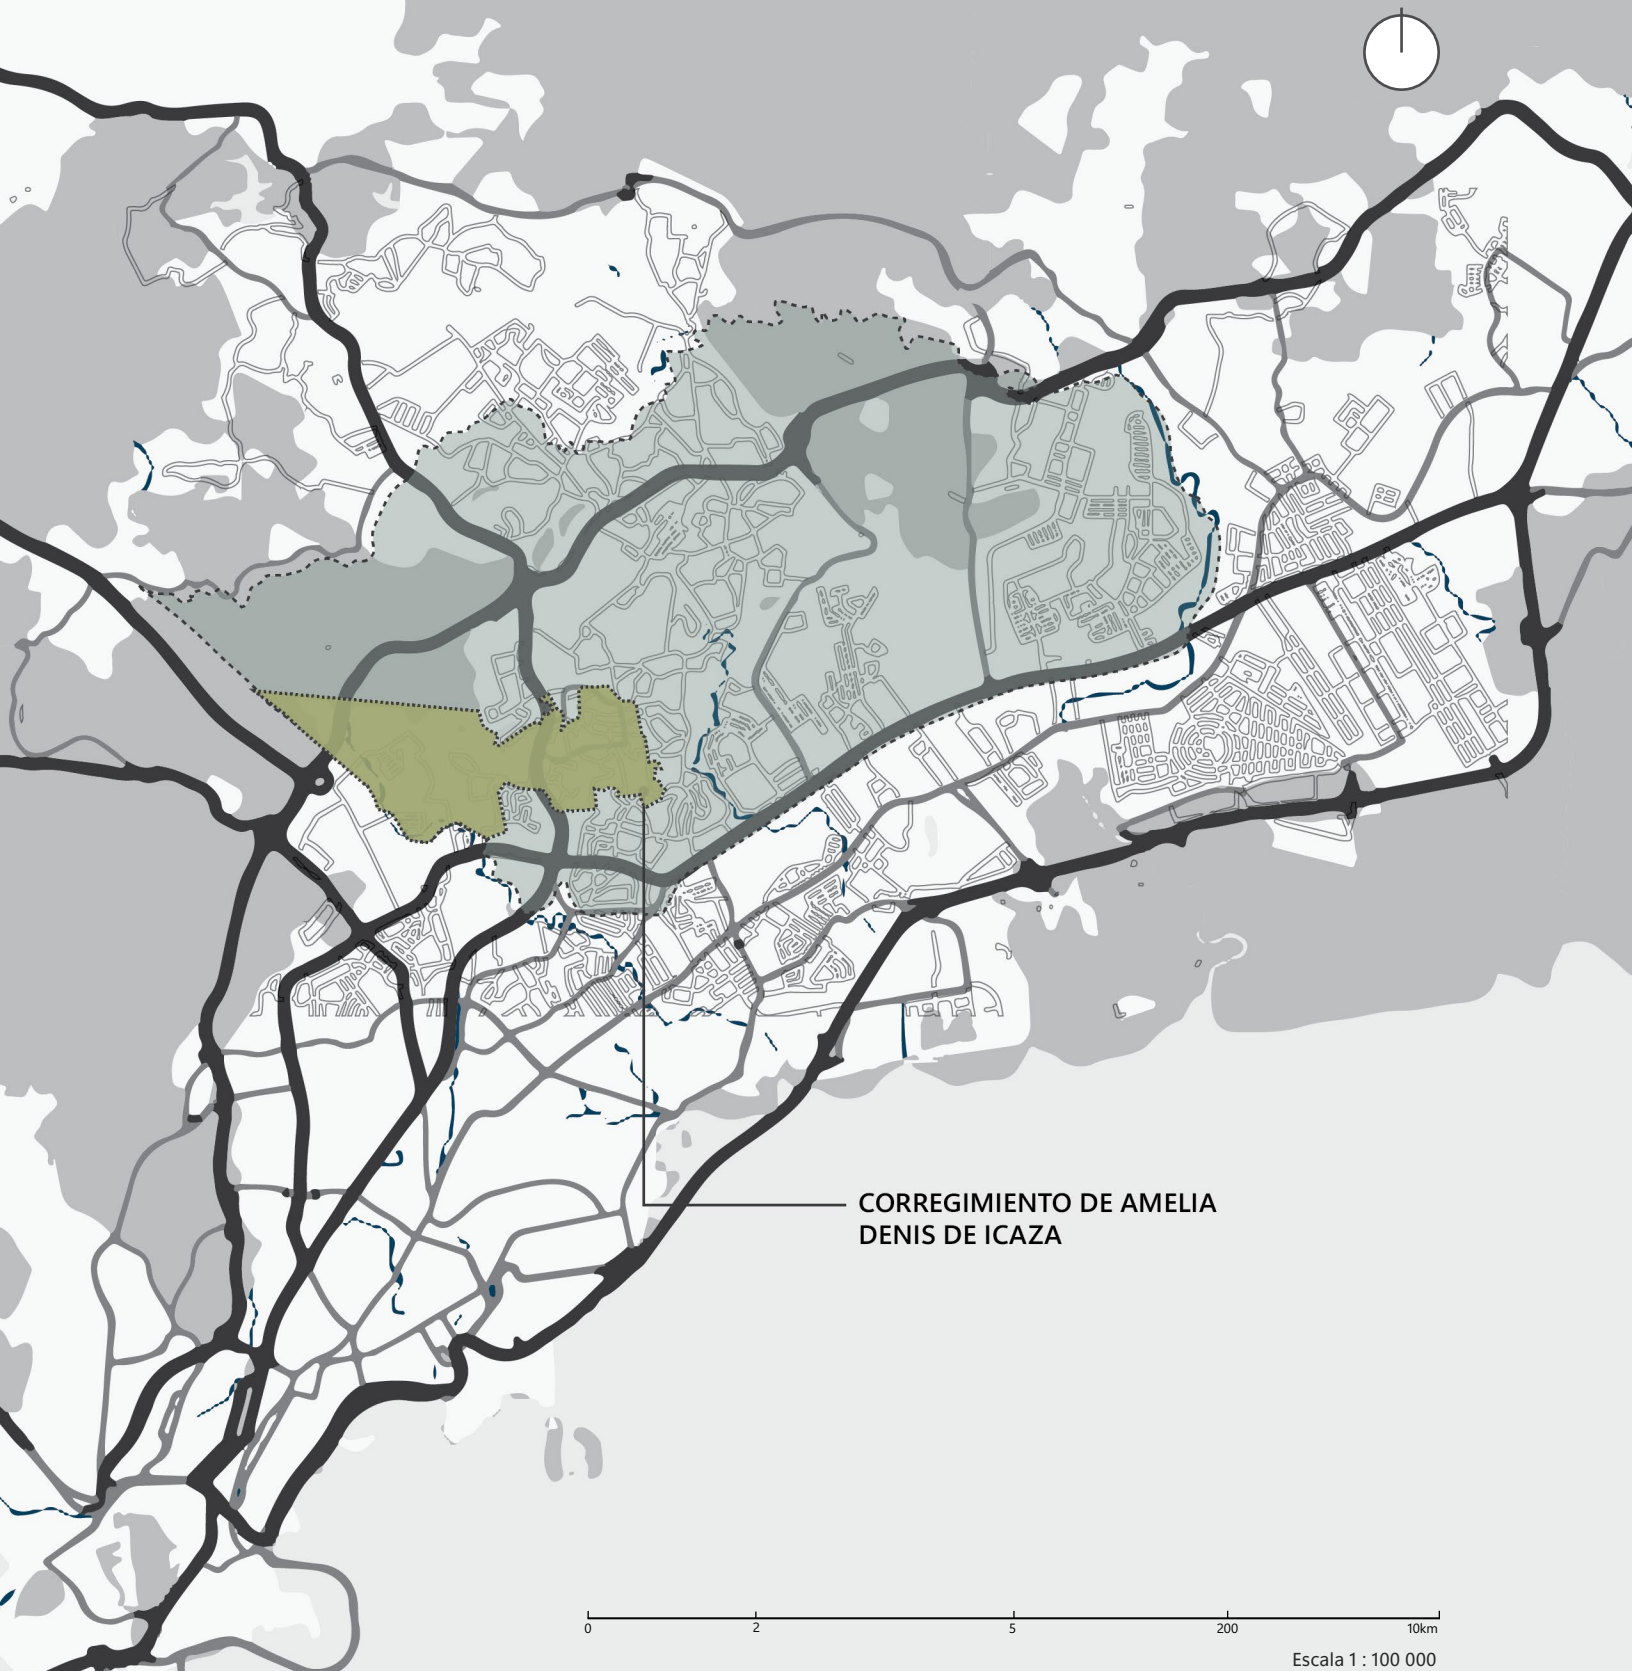 CORREGIMIENTO DE AMELIA
DENIS DE ICAZA
0 2 5 200 10km
Escala 1 : 100 000